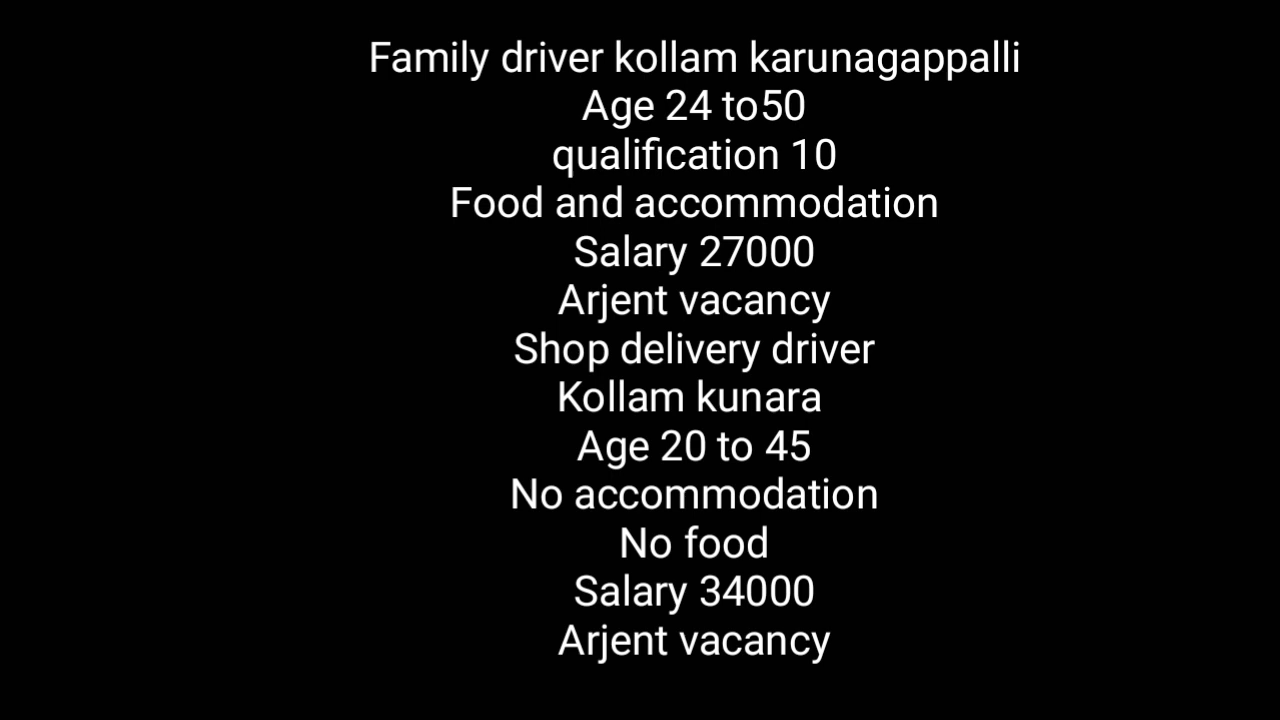 Family driver kollam karunagappalli
Age 24 to50
qualification 10
Food and accommodation
Salary 27000
Arjent vacancy
Shop delivery driver
Kollam kunara
Age 20 to 45
No accommodation
No food
Salary 34000
Arjent vacancy